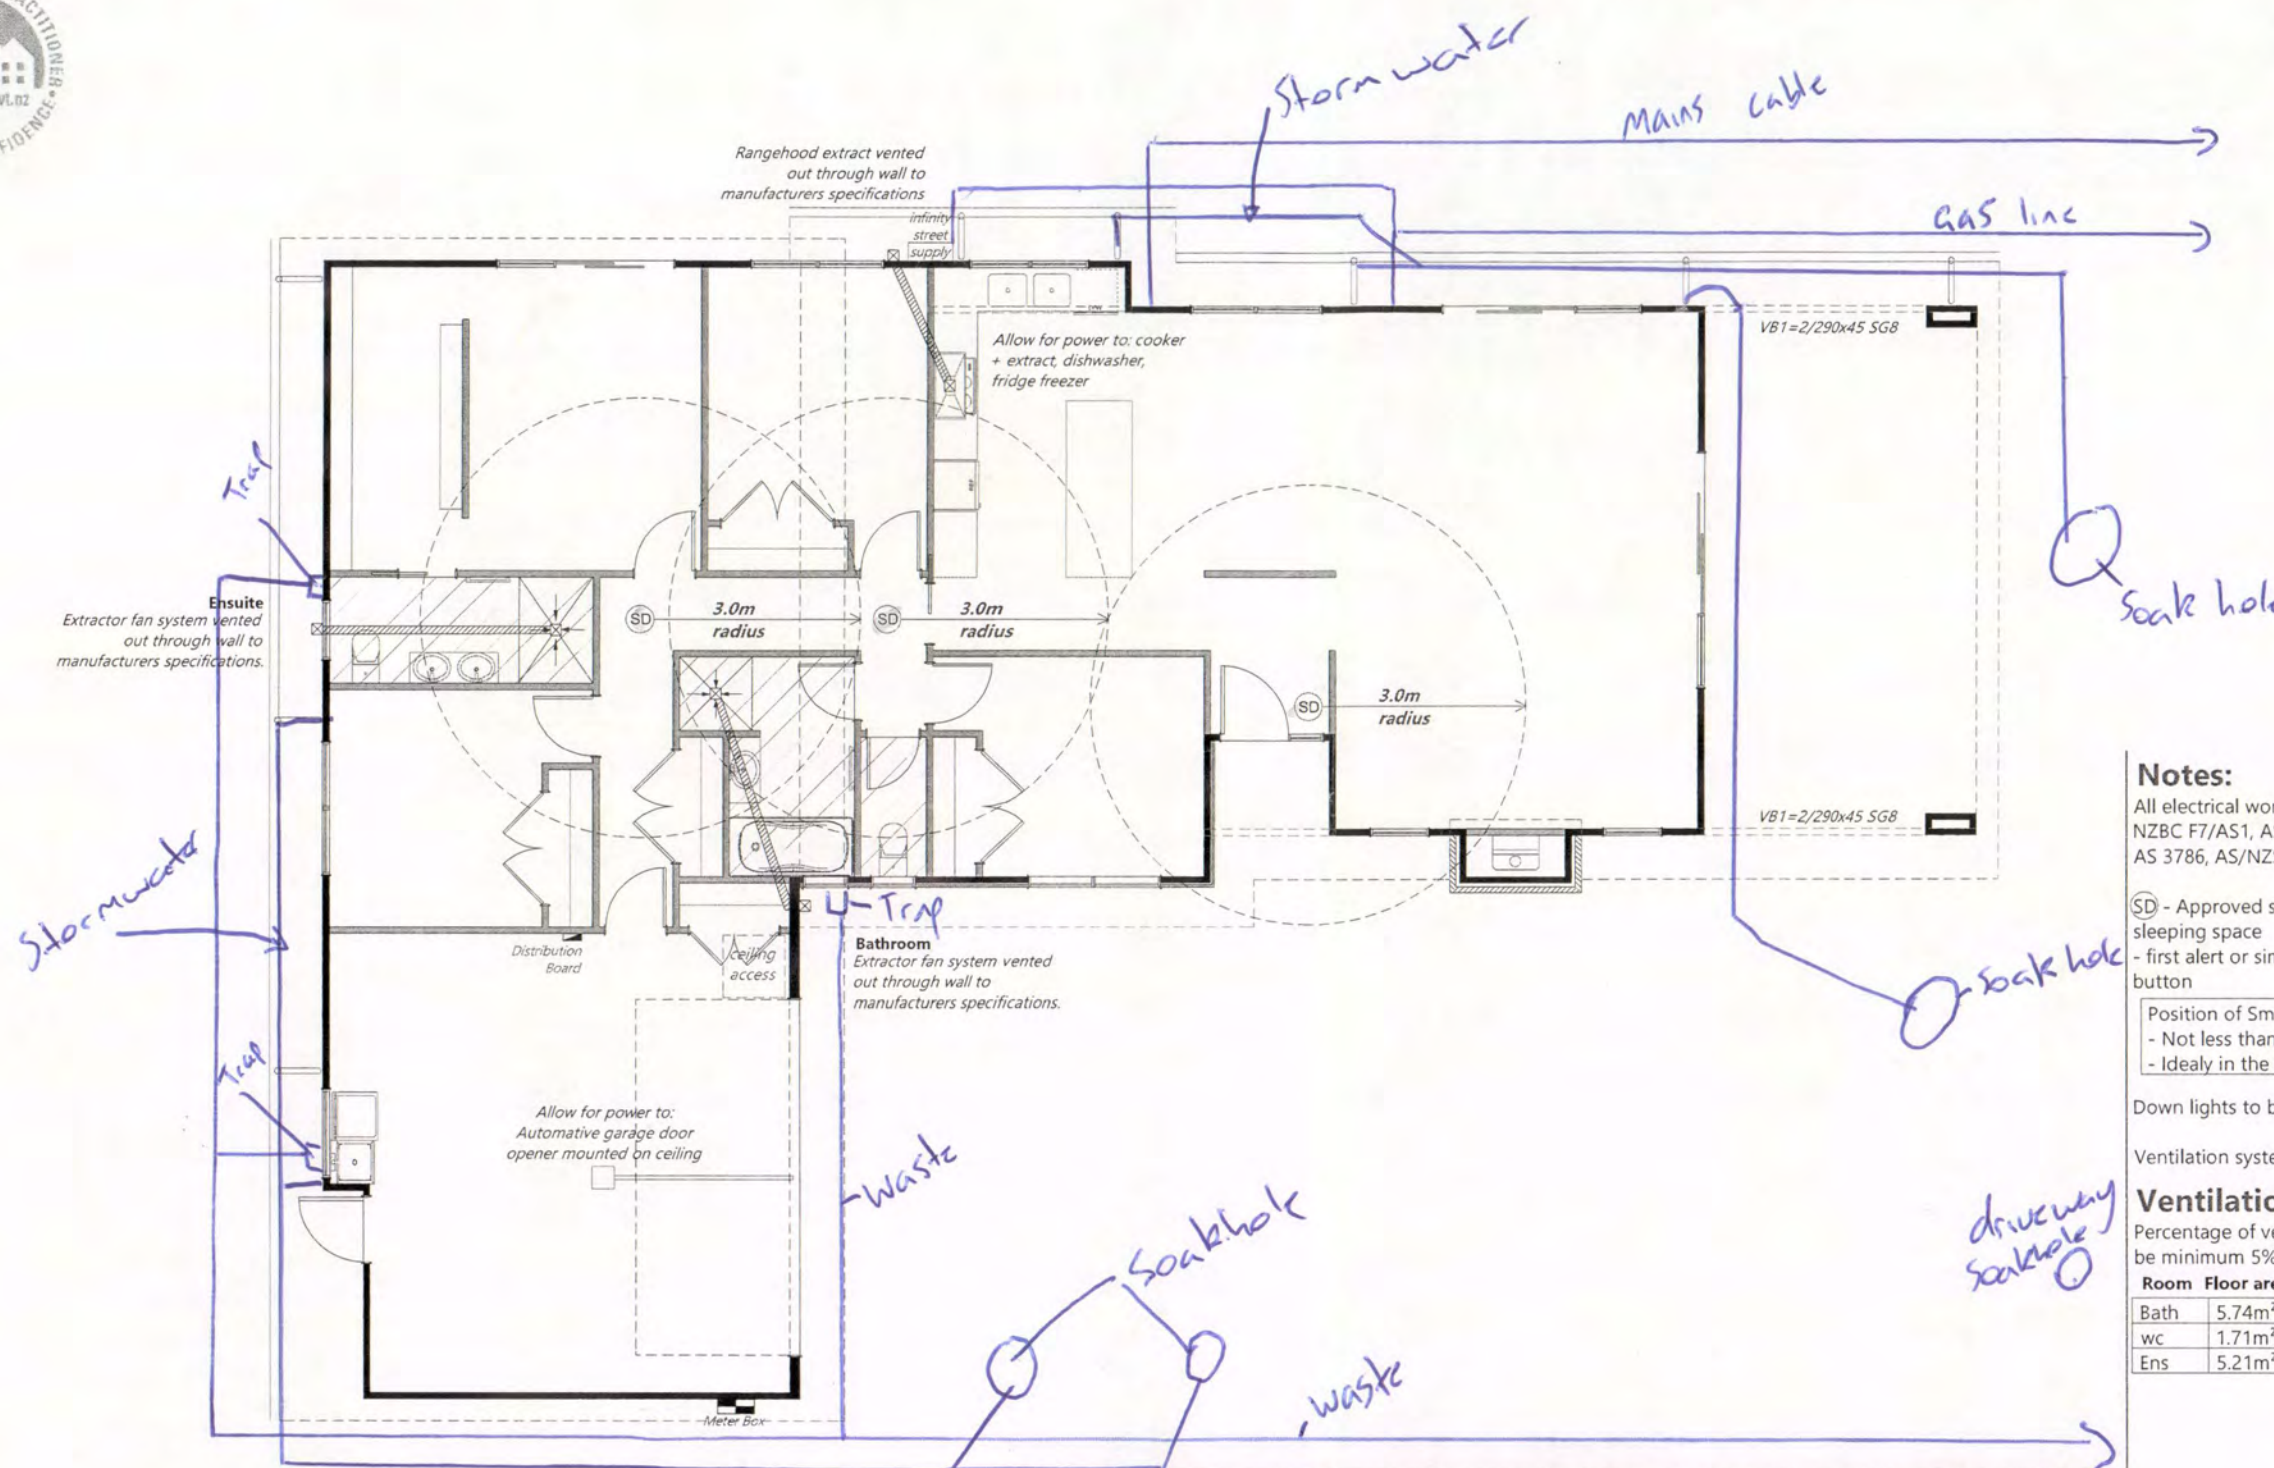 PRACTITIONER
CONFIDENCE
Storm water
Mains cable
Rangehood extract vented
out through wall to
manufacturers specifications
infinity
street
supply
Gas line
Allow for power to: cooker
+ extract, dishwasher,
fridge freezer
VB1=2/290x45 SG8
Trap
Soak hole
Ensuite
Extractor fan system vented
out through wall to
manufacturers specifications.
SD
3.0m
radius
SD
3.0m
radius
SD
3.0m
radius
VB1=2/290x45 SG8
Notes:
All electrical wor
NZBC F7/AS1, A
AS 3786, AS/NZ
SD - Approved s
sleeping space
- first alert or sin
button
Position of Sm
- Not less than
- Idealy in the
Down lights to b
Ventilation syste
Ventilatio
Percentage of ve
be minimum 5%
Room Floor are
Bath 5.74m²
wc 1.71m²
Ens 5.21m²
Stormwater
Trap
Distribution
Board
ceiling
access
Bathroom
Extractor fan system vented
out through wall to
manufacturers specifications.
Soak hole
Trap
Allow for power to:
Automative garage door
opener mounted on ceiling
waste
Soakhole
driveway
Soakhole
Meter Box
waste